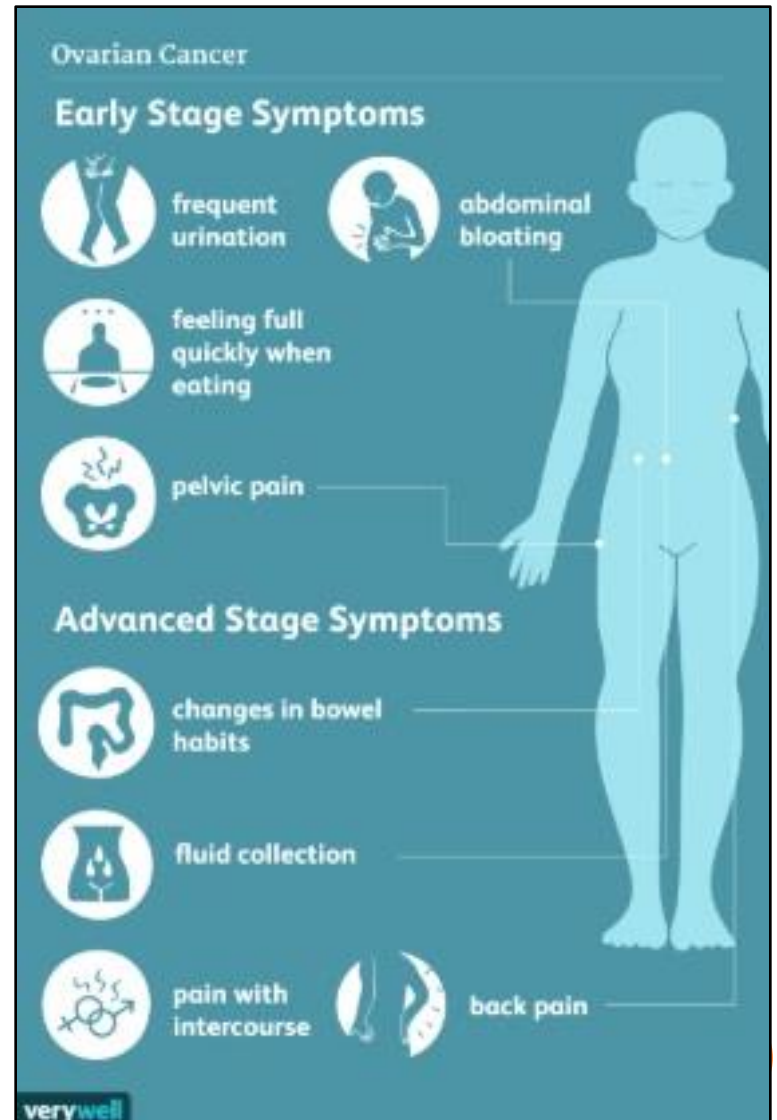 Ovarian Cancer
Early Stage Symptoms
frequent
urination
abdominal
bloating
feeling full
quickly when
eating
pelvic pain
Advanced Stage Symptoms
changes in bowel
habits
fluid collection
pain with
intercourse
back pain
verywell